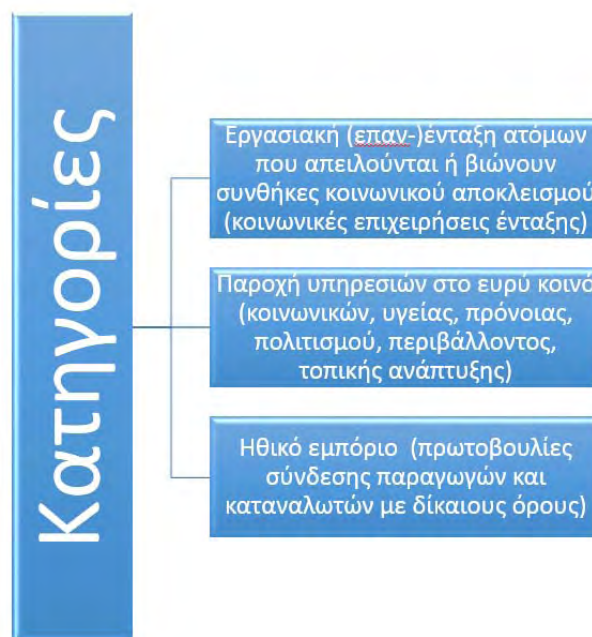 Κατηγορίες
Εργασιακή (επαν-)ένταξη ατόμων
που απειλούνται ή βιώνουν
συνθήκες κοινωνικού αποκλεισμού
(κοινωνικές επιχειρήσεις ένταξης)
Παροχή υπηρεσιών στο ευρύ κοινό
(κοινωνικών, υγείας, πρόνοιας,
πολιτισμού, περιβάλλοντος,
τοπικής ανάπτυξης)
Ηθικό εμπόριο (πρωτοβουλίες
σύνδεσης παραγωγών και
καταναλωτών με δίκαιους όρους)